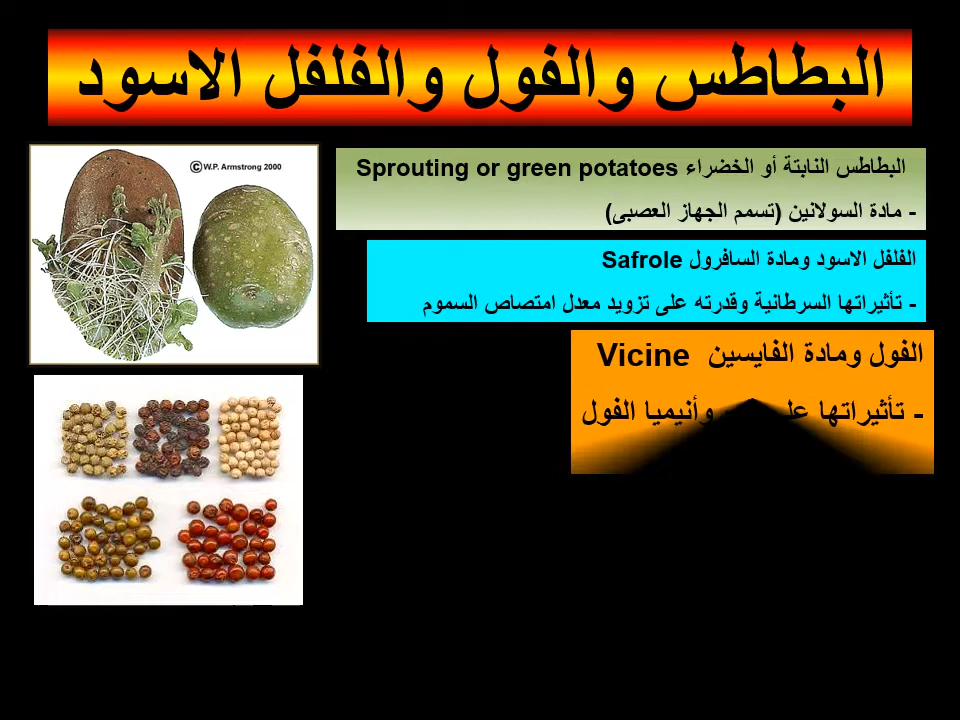 البطاطس والفول والفلفل الاسود
©W.P. Armstrong 2000
البطاطس النابتة أو الخضراء Sprouting or green potatoes
- مادة السولانين (تسمم الجهاز العصبى)
الفلفل الاسود ومادة السافرول Safrole
- تأثيراتها السرطانية وقدرته على تزويد معدل امتصاص السموم
الفول ومادة الفايسين Vicine
- تأثيراتها وأنيميا الفول